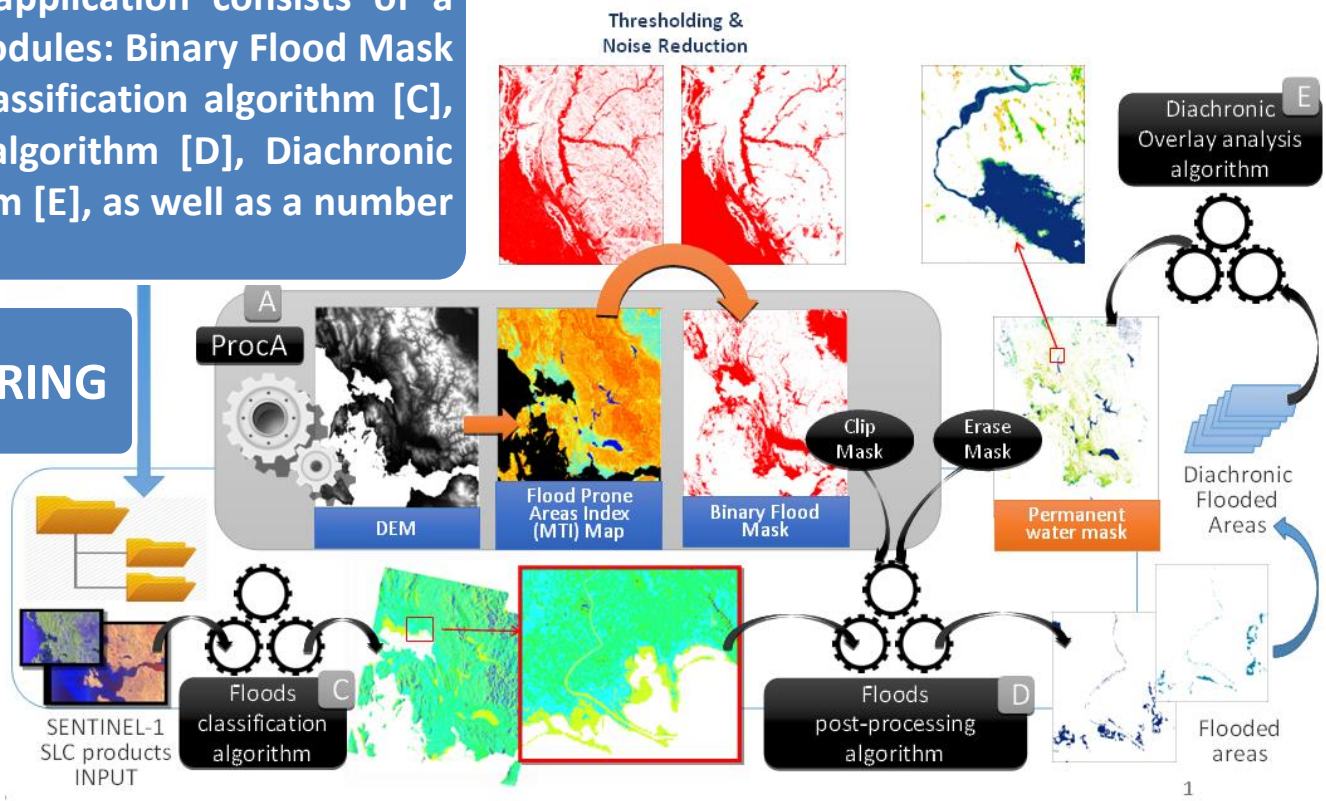 application consists of a
odules: Binary Flood Mask
assification algorithm [C],
algorithm [D], Diachronic
m [E], as well as a number
RING
Thresholding &
Noise Reduction
E
Diachronic
Overlay analysis
algorithm
A
ProcA
DEM
Flood Prone
Areas Index
(MTI) Map
Binary Flood
Mask
Clip
Mask
Erase
Mask
Permanent
water mask
Diachronic
Flooded
Areas
SENTINEL-1
SLC products
INPUT
C
Floods
classification
algorithm
D
Floods
post-processing
algorithm
Flooded
areas
1